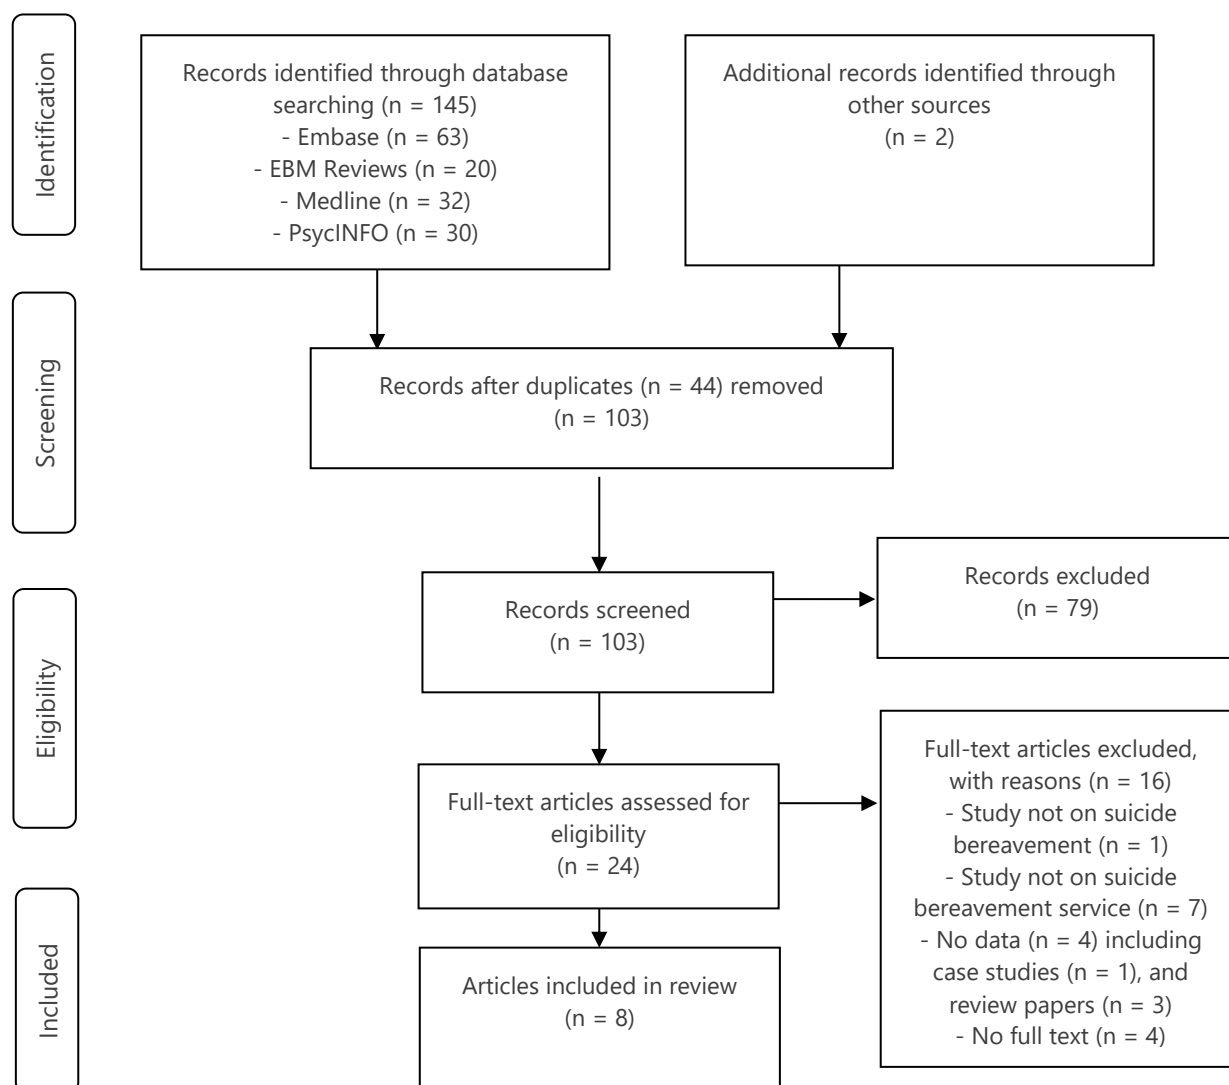 Identification
Records identified through database
searching (n = 145)
- Embase (n = 63)
- EBM Reviews (n = 20)
- Medline (n = 32)
- PsycINFO (n = 30)
Additional records identified through
other sources
(n = 2)
Screening
Records after duplicates (n = 44) removed
(n = 103)
Records screened
(n = 103)
Records excluded
(n = 79)
Eligibility
Full-text articles assessed for
eligibility
(n = 24)
Full-text articles excluded,
with reasons (n = 16)
- Study not on suicide
bereavement (n = 1)
- Study not on suicide
bereavement service (n = 7)
- No data (n = 4) including
case studies (n = 1), and
review papers (n = 3)
- No full text (n = 4)
Included
Articles included in review
(n = 8)